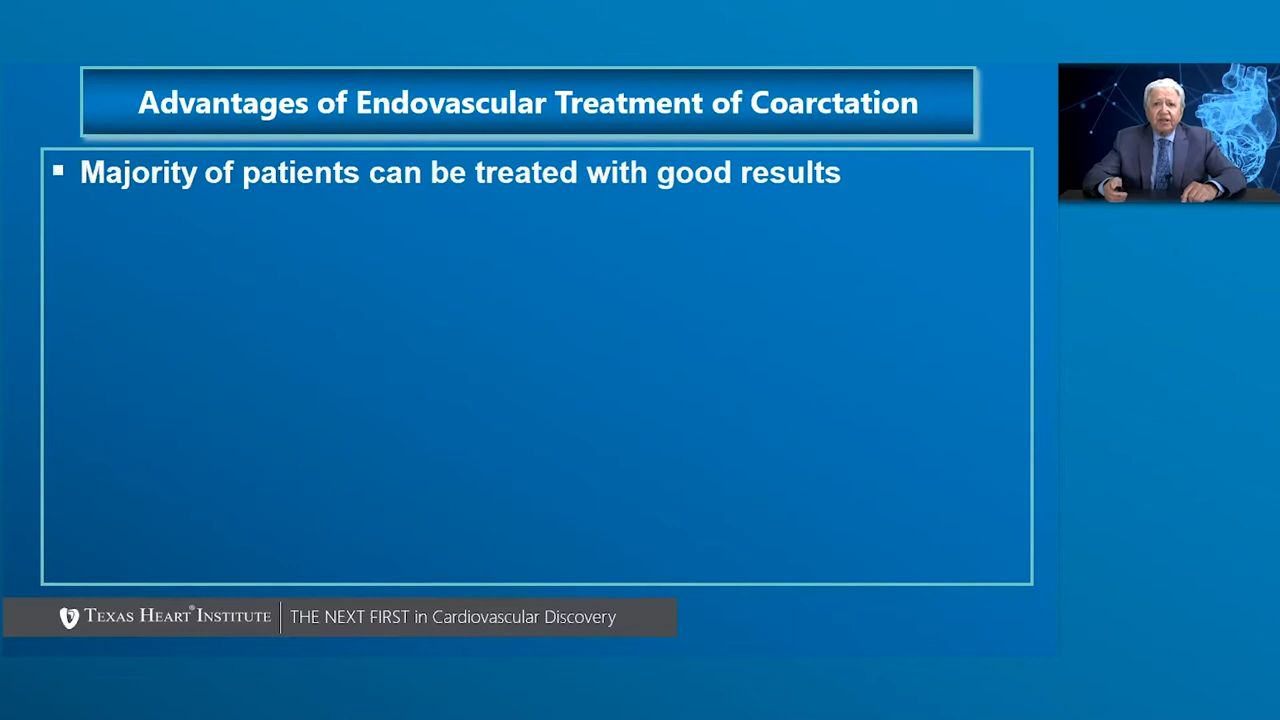 Advantages of Endovascular Treatment of Coarctation
▪ Majority of patients can be treated with good results
TEXAS HEART® INSTITUTE | THE NEXT FIRST in Cardiovascular Discovery